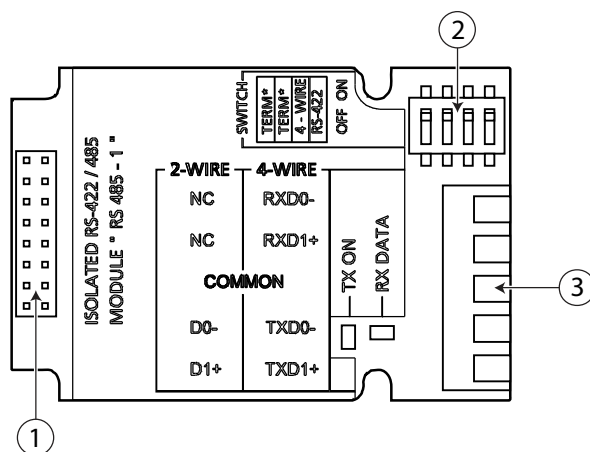 2
SWITCH
TERM*
TERM*
4 - WIRE
RS-422
OFF ON
ISOLATED RS-422 / 485
MODULE " RS 485 - 1 "
2-WIRE 4-WIRE
NC RXD0-
NC RXD1+
COMMON
D0- TXD0-
D1+ TXD1+
TX ON
RX DATA
3
1